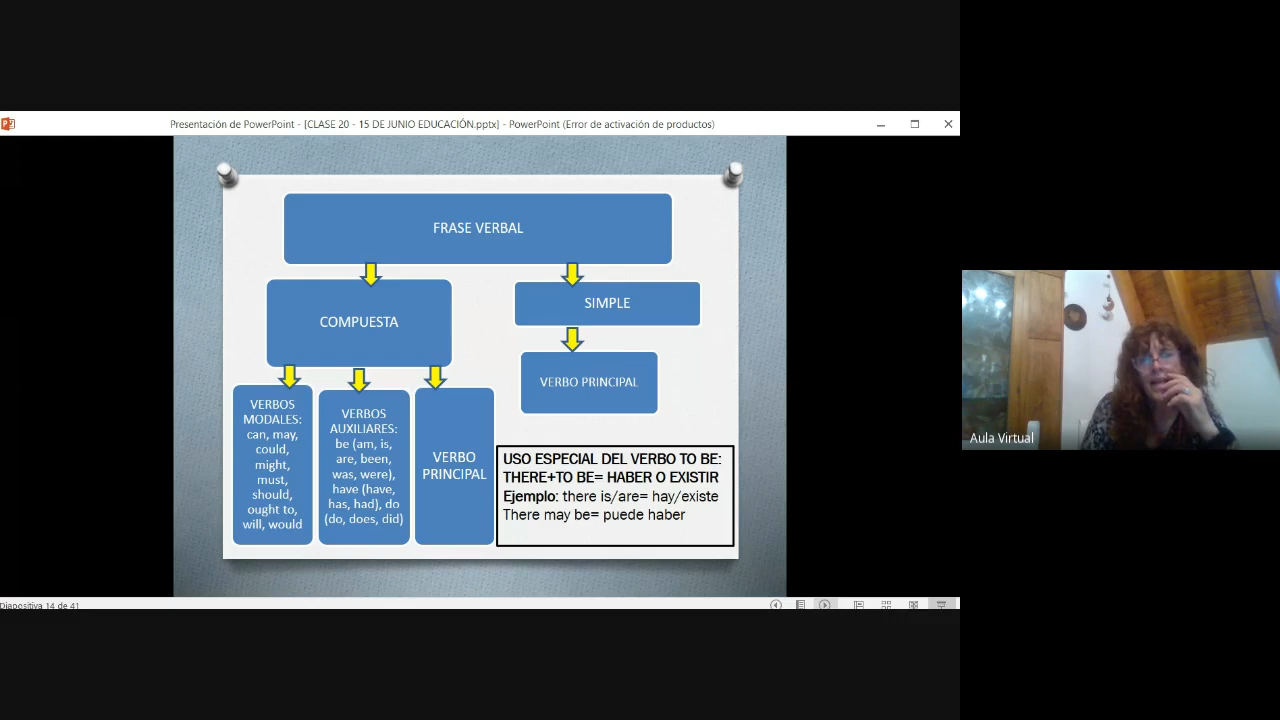 Presentación de PowerPoint - [CLASE 20 - 15 DE JUNIO EDUCACIÓN.pptx] - PowerPoint (Error de activación de productos)
FRASE VERBAL
COMPUESTA
SIMPLE
VERBO PRINCIPAL
VERBOS
MODALES:
can, may,
could,
might,
must,
should,
ought to,
will, would
VERBOS
AUXILIARES:
be (am, is,
are, been,
was, were),
have (have,
has, had), do
(do, does, did)
VERBO
PRINCIPAL
USO ESPECIAL DEL VERBO TO BE:
THERE+TO BE= HABER O EXISTIR
Ejemplo: there is/are= hay/existe
There may be= puede haber
Aula Virtual
Diapositiva 14 de 41